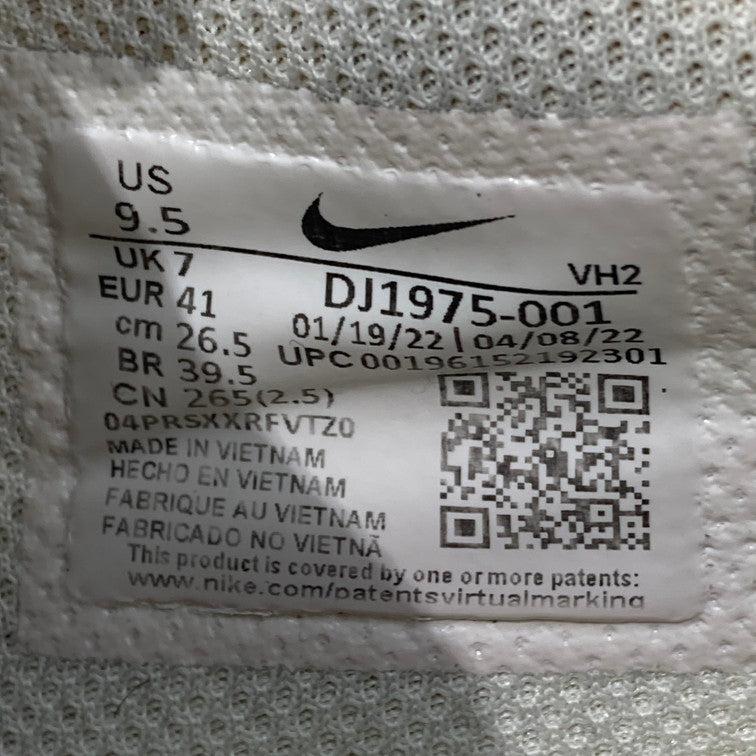 US
9.5
UK 7
EUR 41
cm 26.5
BR 39.5
CN 265(2.5)
VH2
DJ1975-001
01/19/22 | 04/08/22
UPC 00196152192301
04PRSXXRFVTZ0
MADE IN VIETNAM
HECHO EN VIETNAM
FABRIQUE AU VIETNAM
FABRICADO NO VIETNÃ
This product is covered by one or more patents:
www.nike.com/patentsvirtualmarking